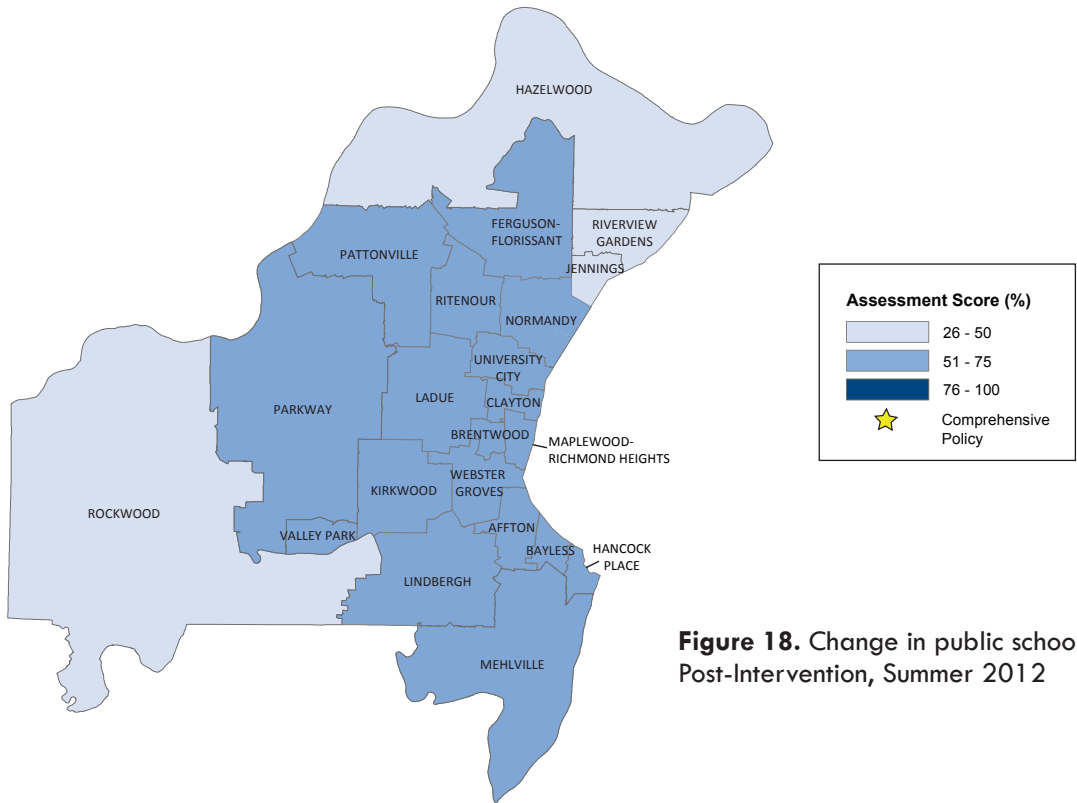 HAZELWOOD
FERGUSON-
FLORISSANT
RIVERVIEW
GARDENS
PATTONVILLE
JENNINGS
RITENOUR
NORMANDY
UNIVERSITY
CITY
LADUE
CLAYTON
PARKWAY
BRENTWOOD
MAPLEWOOD-
RICHMOND HEIGHTS
WEBSTER
GROVES
KIRKWOOD
ROCKWOOD
VALLEY PARK
AFFTON
BAYLESS
HANCOCK
PLACE
LINDBERGH
MEHLVILLE
Assessment Score (%)
26 - 50
51 - 75
76 - 100
Comprehensive
Policy
Figure 18. Change in public schoo
Post-Intervention, Summer 2012